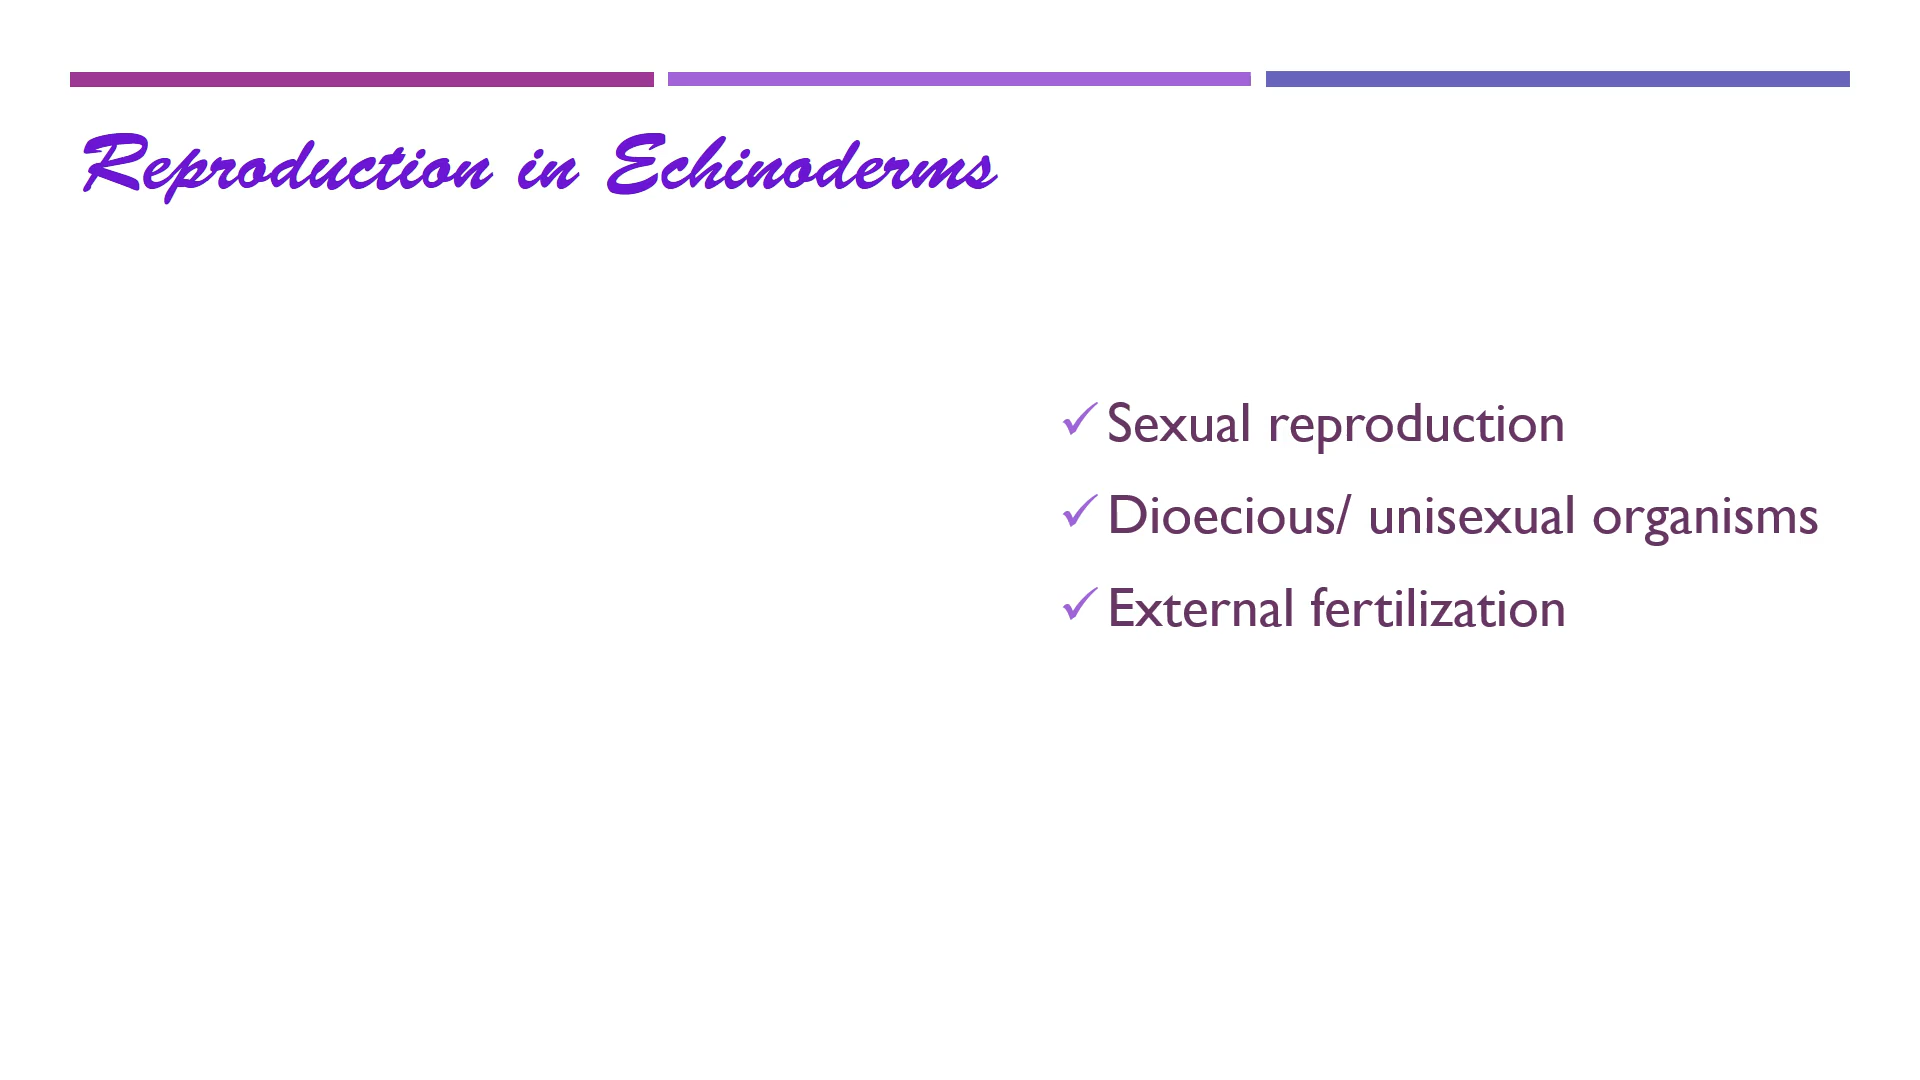 Reproduction in Echinoderms
✓ Sexual reproduction
✓ Dioecious/ unisexual organisms
✓ External fertilization